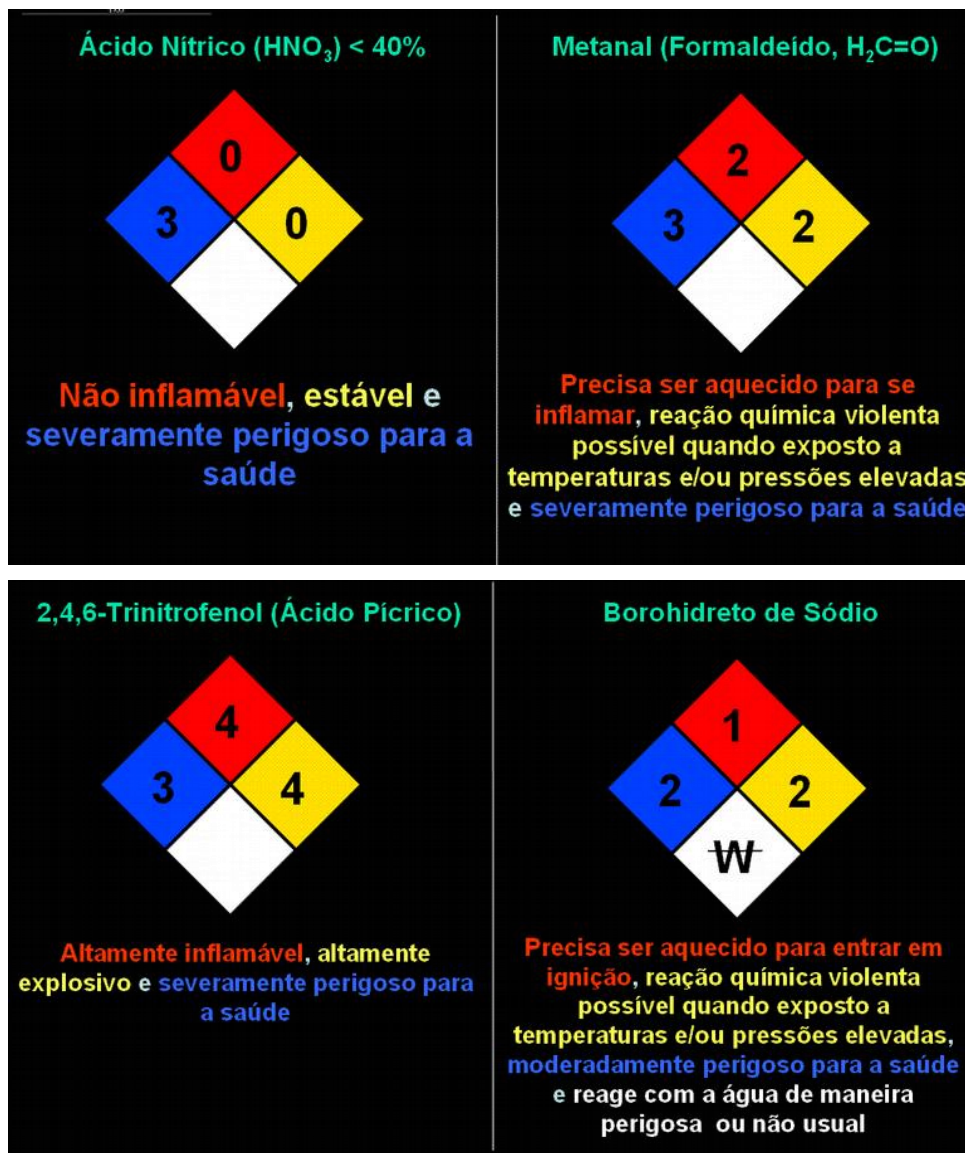 Ácido Nítrico (HNO₃) < 40%
0
3
0
Não inflamável, estável e
severamente perigoso para a
saúde
Metanal (Formaldeído, H₂C=O)
2
3
2
Precisa ser aquecido para se
inflamar, reação química violenta
possível quando exposto a
temperaturas e/ou pressões elevadas
e severamente perigoso para a saúde
2,4,6-Trinitrofenol (Ácido Pícrico)
4
3
4
Altamente inflamável, altamente
explosivo e severamente perigoso para
a saúde
Borohidreto de Sódio
1
2
2
W
Precisa ser aquecido para entrar em
ignição, reação química violenta
possível quando exposto a
temperaturas e/ou pressões elevadas,
moderadamente perigoso para a saúde
e reage com a água de maneira
perigosa ou não usual